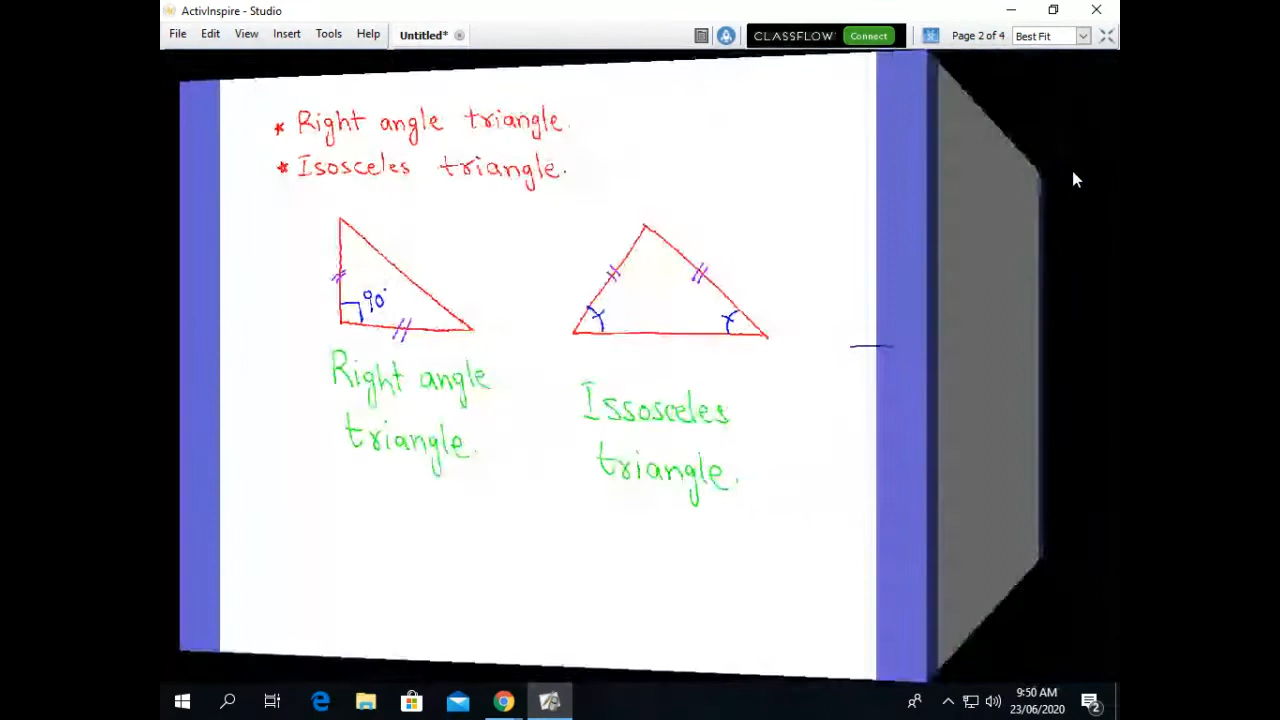 ActivInspire - Studio
File Edit View Insert Tools Help Untitled* CLASSFLOW Connect Page 2 of 4 Best Fit
* Right angle triangle.
* Isosceles triangle.
90°
Right angle
triangle.
Issosceles
triangle.
9:50 AM
23/06/2020
2